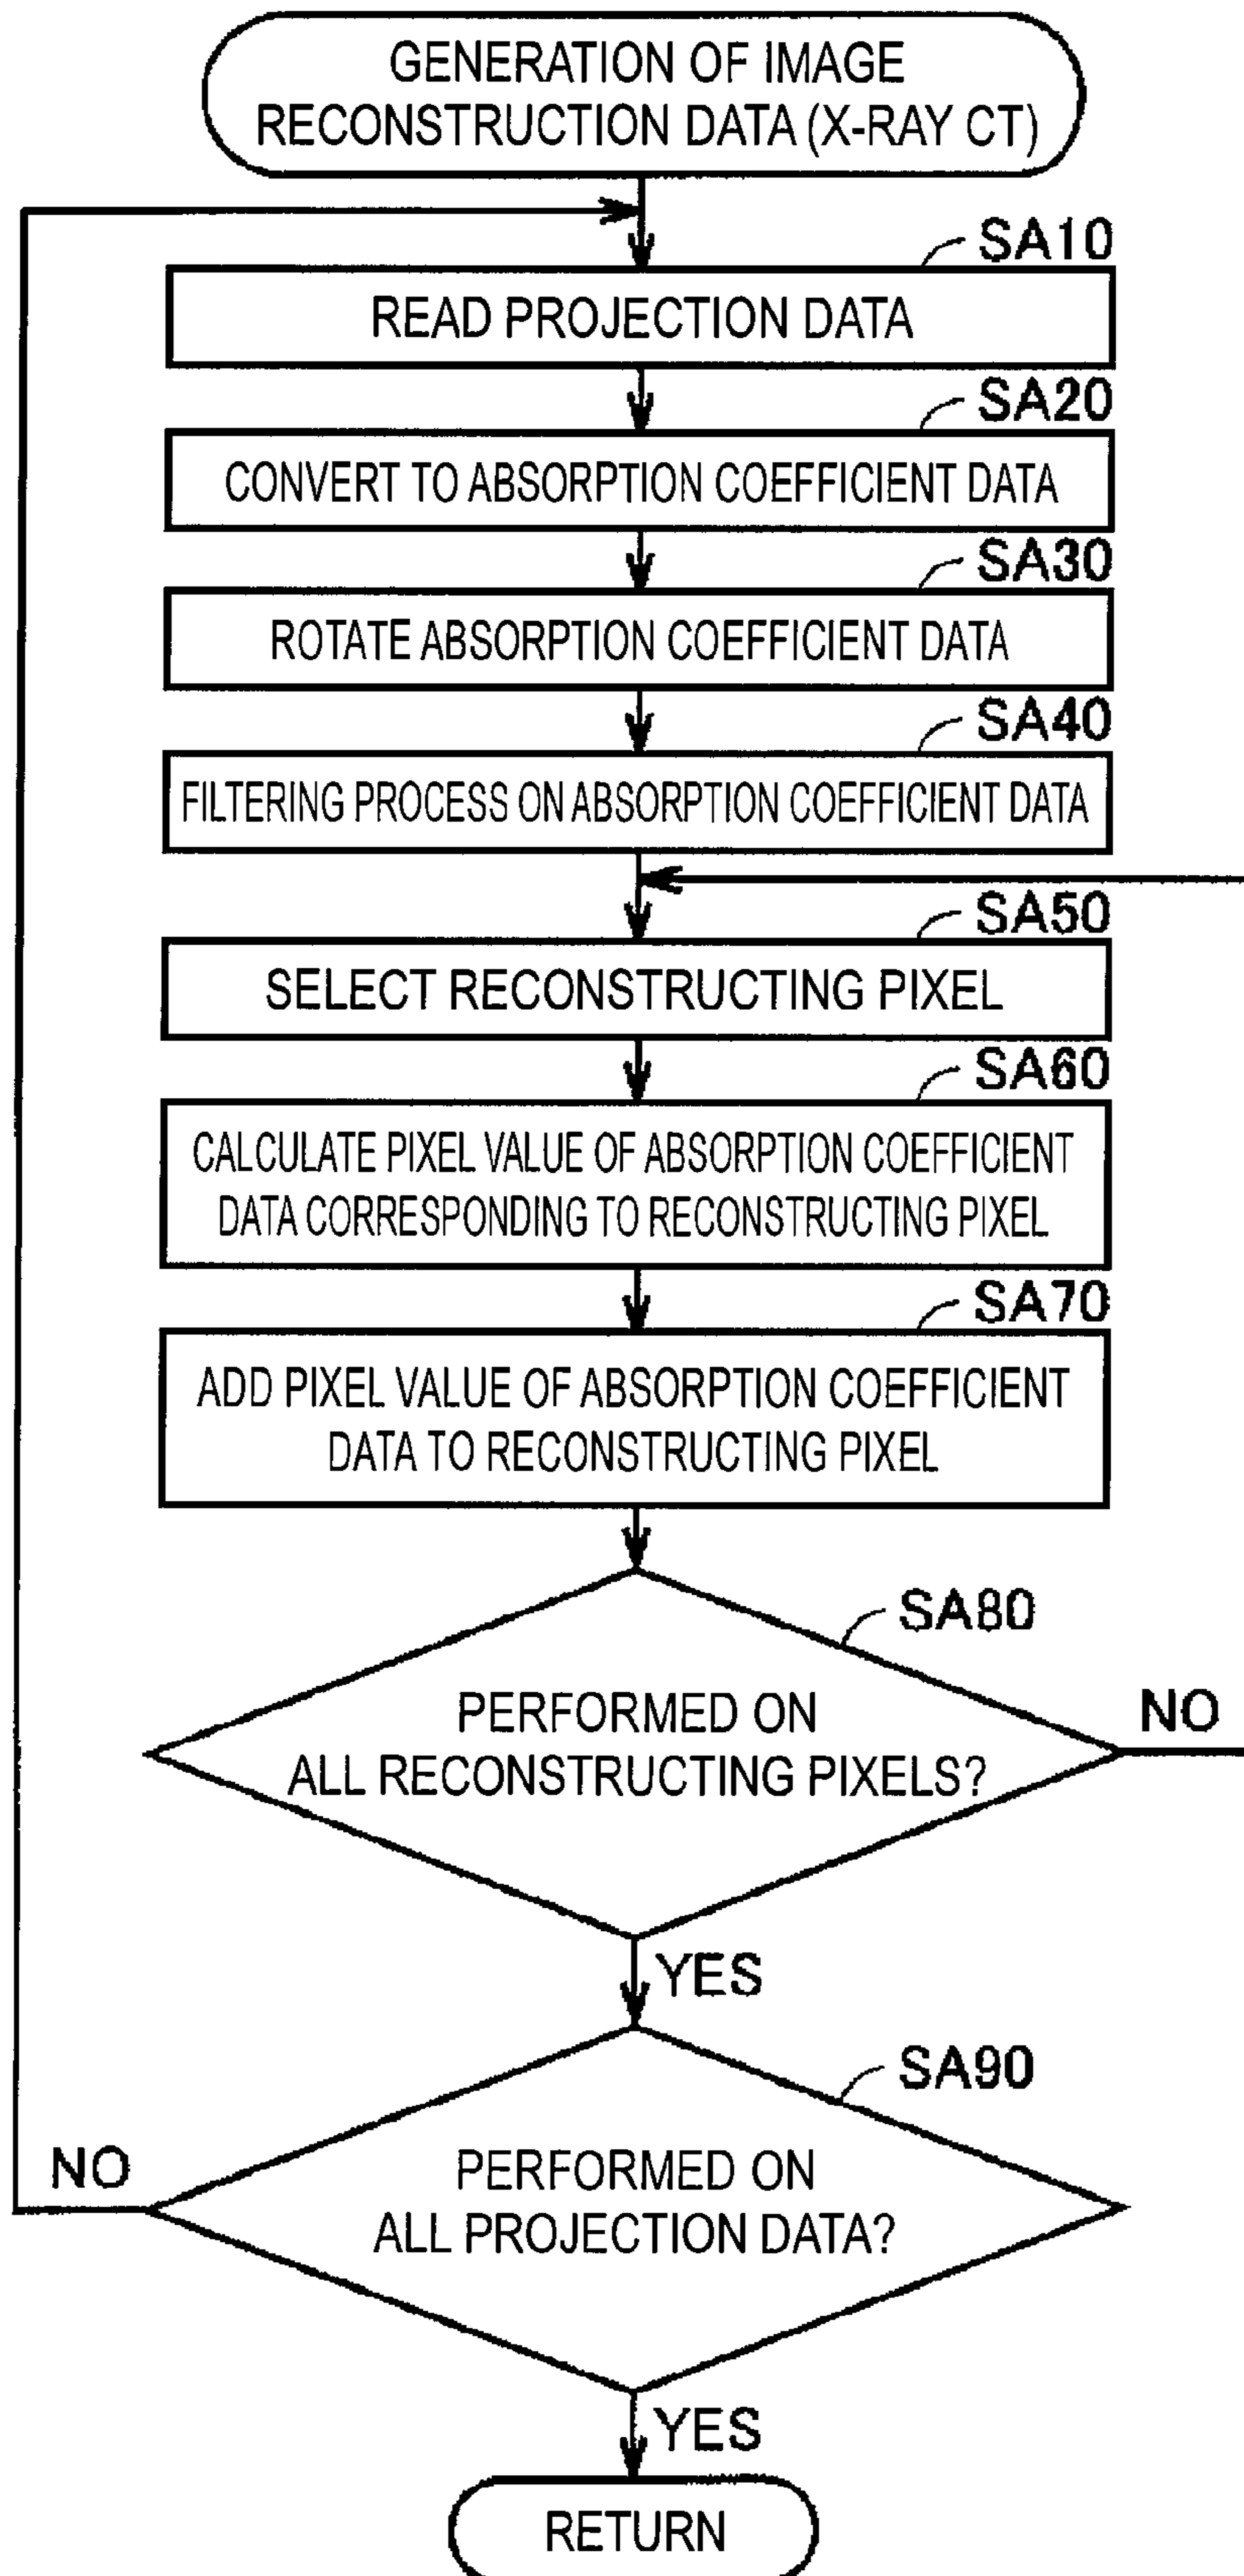 GENERATION OF IMAGE
RECONSTRUCTION DATA (X-RAY CT)
SA10
READ PROJECTION DATA
SA20
CONVERT TO ABSORPTION COEFFICIENT DATA
SA30
ROTATE ABSORPTION COEFFICIENT DATA
SA40
FILTERING PROCESS ON ABSORPTION COEFFICIENT DATA
SA50
SELECT RECONSTRUCTING PIXEL
SA60
CALCULATE PIXEL VALUE OF ABSORPTION COEFFICIENT
DATA CORRESPONDING TO RECONSTRUCTING PIXEL
SA70
ADD PIXEL VALUE OF ABSORPTION COEFFICIENT
DATA TO RECONSTRUCTING PIXEL
SA80
PERFORMED ON
ALL RECONSTRUCTING PIXELS?
NO
YES
SA90
PERFORMED ON
ALL PROJECTION DATA?
NO
YES
RETURN